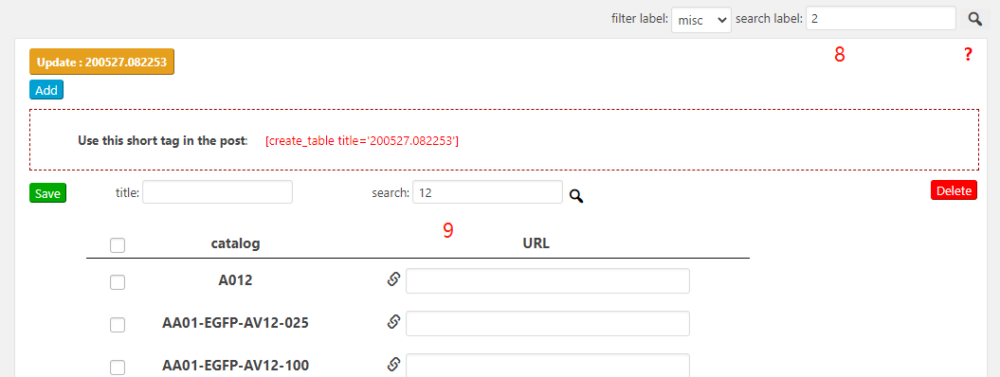 filter label: misc search label: 2
8 ?
Update : 200527.082253
Add
Use this short tag in the post: [create_table title='200527.082253']
Save title: search: 12 Delete
9
catalog URL
A012
AA01-EGFP-AV12-025
AA01-EGFP-AV12-100